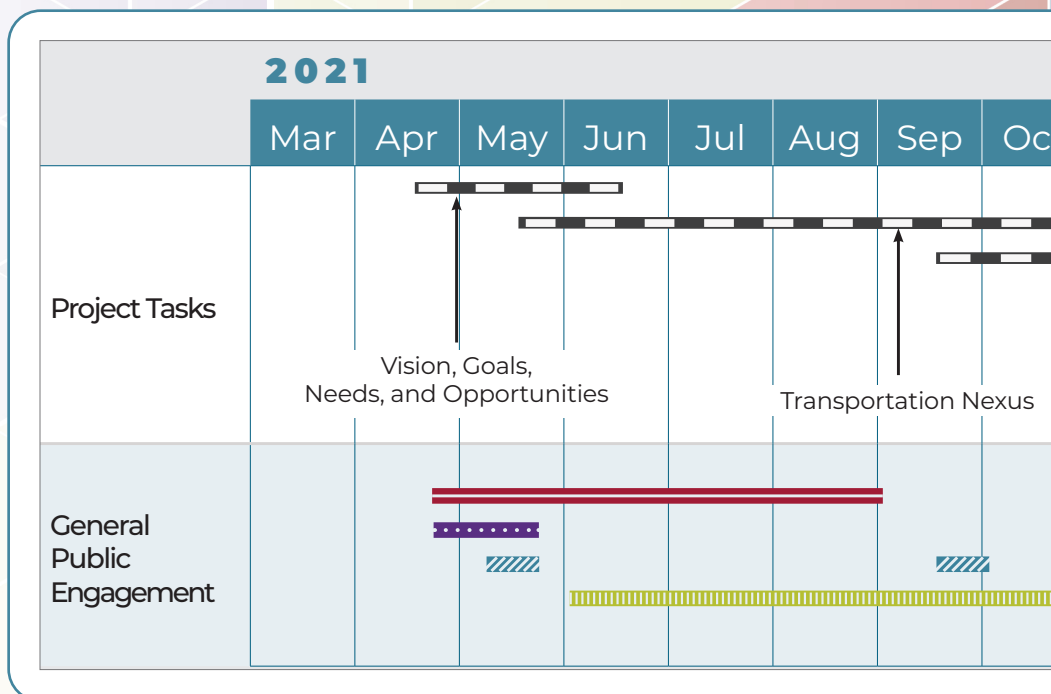 2021
Mar Apr May Jun Jul Aug Sep Oc
Project Tasks
Vision, Goals,
Needs, and Opportunities
Transportation Nexus
General
Public
Engagement